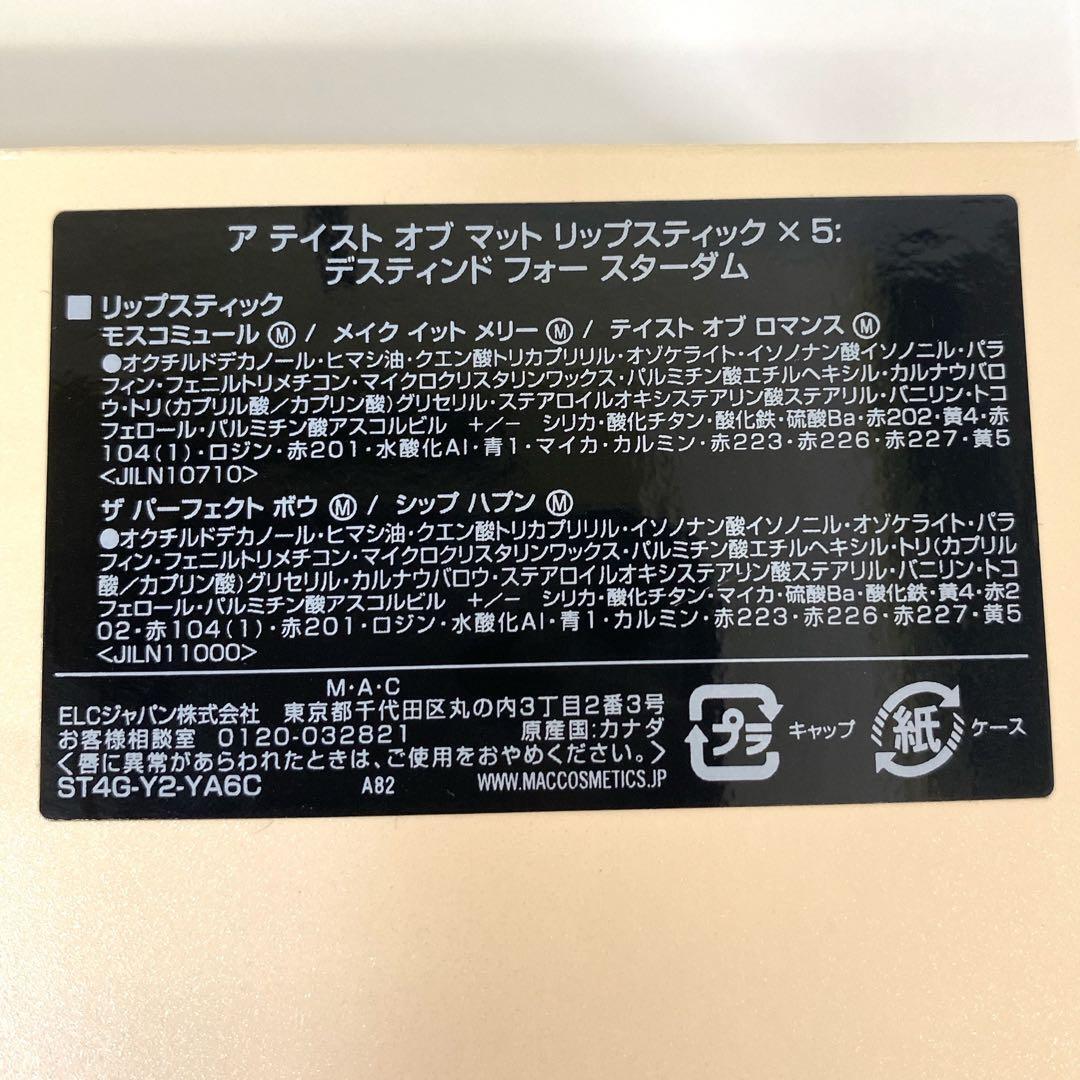 ア テイスト オブ マット リップスティック × 5:
デスティンド フォー スターダム
■ リップスティック
モスコミュール Ⓜ / メイク イット メリー Ⓜ / テイスト オブ ロマンス Ⓜ
●オクチルドデカノール・ヒマシ油・クエン酸トリカプリリル・オゾケライト・イソノナン酸イソノニル・パラ
フィン・フェニルトリメチコン・マイクロクリスタリンワックス・パルミチン酸エチルヘキシル・カルナウバロ
ウ・トリ(カプリル酸/カプリン酸)グリセリル・ステアロイルオキシステアリン酸ステアリル・バニリン・トコ
フェロール・パルミチン酸アスコルビル +/− シリカ・酸化チタン・酸化鉄・硫酸Ba・赤202・黄4・赤
104(1)・ロジン・赤201・水酸化Al・青1・マイカ・カルミン・赤223・赤226・赤227・黄5
<JILN10710>
ザ パーフェクト ボウ Ⓜ / シップ ハプン Ⓜ
●オクチルドデカノール・ヒマシ油・クエン酸トリカプリリル・イソノナン酸イソノニル・オゾケライト・パラ
フィン・フェニルトリメチコン・マイクロクリスタリンワックス・パルミチン酸エチルヘキシル・トリ(カプリル
酸/カプリン酸)グリセリル・カルナウバロウ・ステアロイルオキシステアリン酸ステアリル・バニリン・トコ
フェロール・パルミチン酸アスコルビル +/− シリカ・酸化チタン・マイカ・硫酸Ba・酸化鉄・黄4・赤2
02・赤104(1)・赤201・ロジン・水酸化Al・青1・カルミン・赤223・赤226・赤227・黄5
<JILN11000>
M・A・C
ELCジャパン株式会社 東京都千代田区丸の内3丁目2番3号
お客様相談室 0120-032821 原産国:カナダ
<唇に異常があらわれたときは、ご使用をおやめください。>
ST4G-Y2-YA6C A82 WWW.MACCOSMETICS.JP
プラ キャップ 紙 ケース